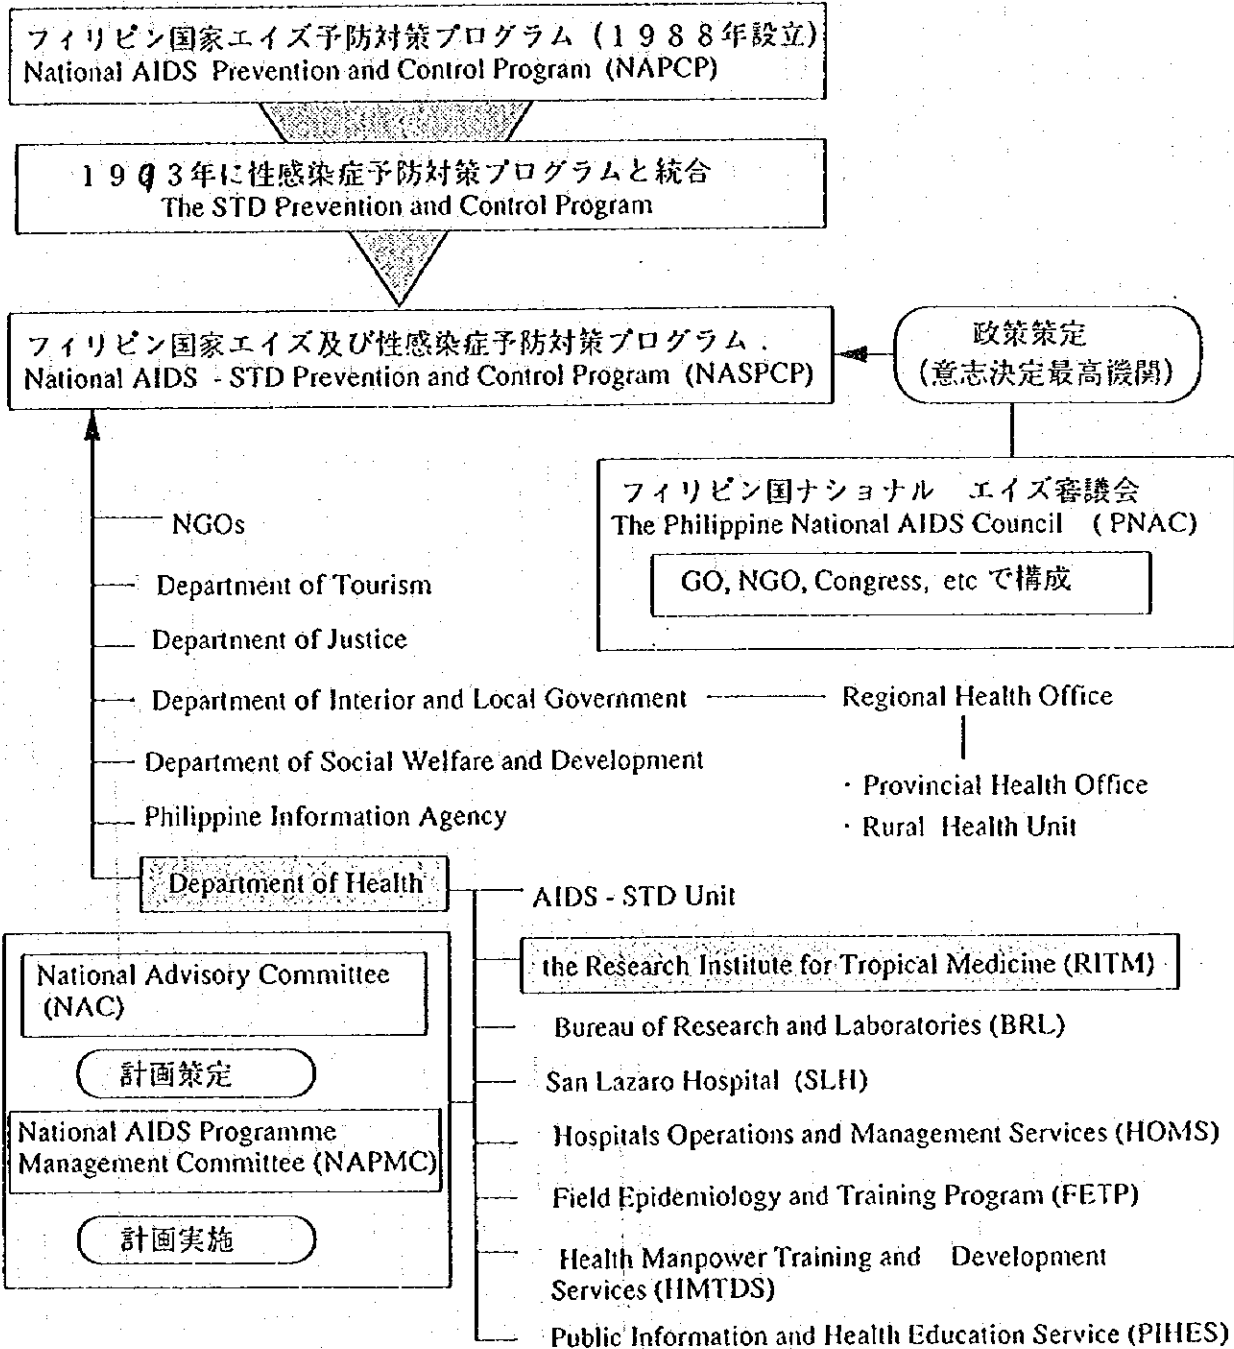 フィリピン国家エイズ予防対策プログラム (1988年設立)
National AIDS Prevention and Control Program (NAPCP)
1993年に性感染症予防対策プログラムと統合
The STD Prevention and Control Program
フィリピン国家エイズ及び性感染症予防対策プログラム.
National AIDS - STD Prevention and Control Program (NASPCP)
政策策定
(意志決定最高機関)
フィリピン国ナショナル エイズ審議会
The Philippine National AIDS Council (PNAC)
GO, NGO, Congress, etc で構成
NGOs
Department of Tourism
Department of Justice
Department of Interior and Local Government
Regional Health Office
Department of Social Welfare and Development
・Provincial Health Office
Philippine Information Agency
・Rural Health Unit
Department of Health
AIDS - STD Unit
National Advisory Committee
(NAC)
計画策定
National AIDS Programme
Management Committee (NAPMC)
計画実施
the Research Institute for Tropical Medicine (RITM)
Bureau of Research and Laboratories (BRL)
San Lazaro Hospital (SLH)
Hospitals Operations and Management Services (HOMS)
Field Epidemiology and Training Program (FETP)
Health Manpower Training and Development
Services (HMTDS)
Public Information and Health Education Service (PIHES)